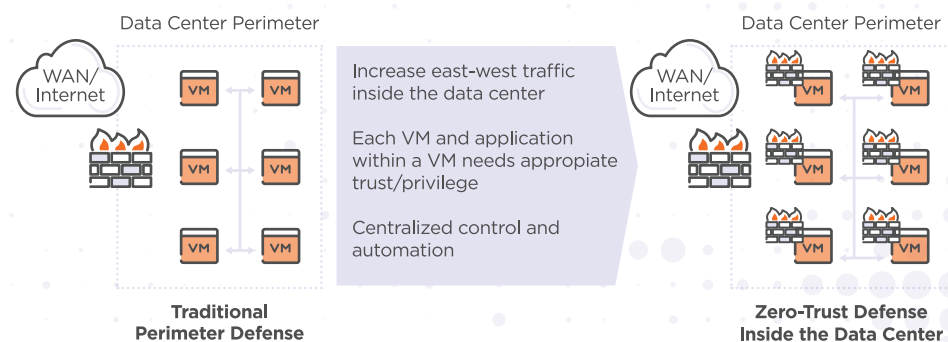 Data Center Perimeter
WAN/
Internet
VM
VM
VM
VM
VM
VM
Traditional
Perimeter Defense
Increase east-west traffic
inside the data center
Each VM and application
within a VM needs appropiate
trust/privilege
Centralized control and
automation
Data Center Perimeter
WAN/
Internet
VM
VM
VM
VM
VM
VM
Zero-Trust Defense
Inside the Data Center